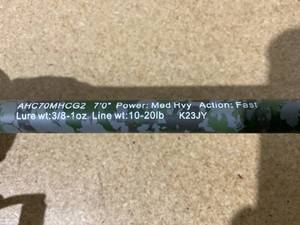 AHC70MHCG2 7'0" Power: Med Hvy Action: Fast
Lure wt:3/8-1oz Line wt:10-20lb K23JY